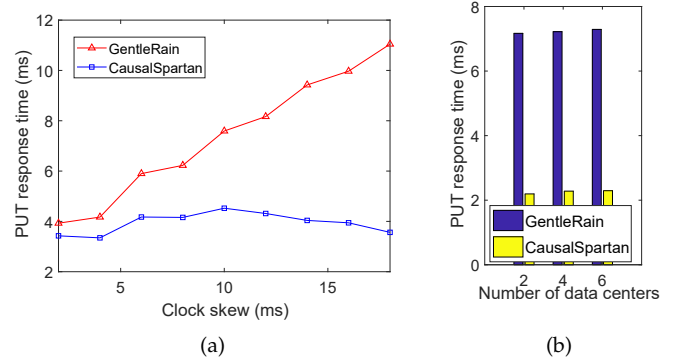 12
10
8
6
4
2
PUT response time (ms)
GentleRain
CausalSpartan
5
10
15
Clock skew (ms)
(a)
8
6
4
2
0
PUT response time (ms)
GentleRain
CausalSpartan
2
4
6
Number of data centers
(b)